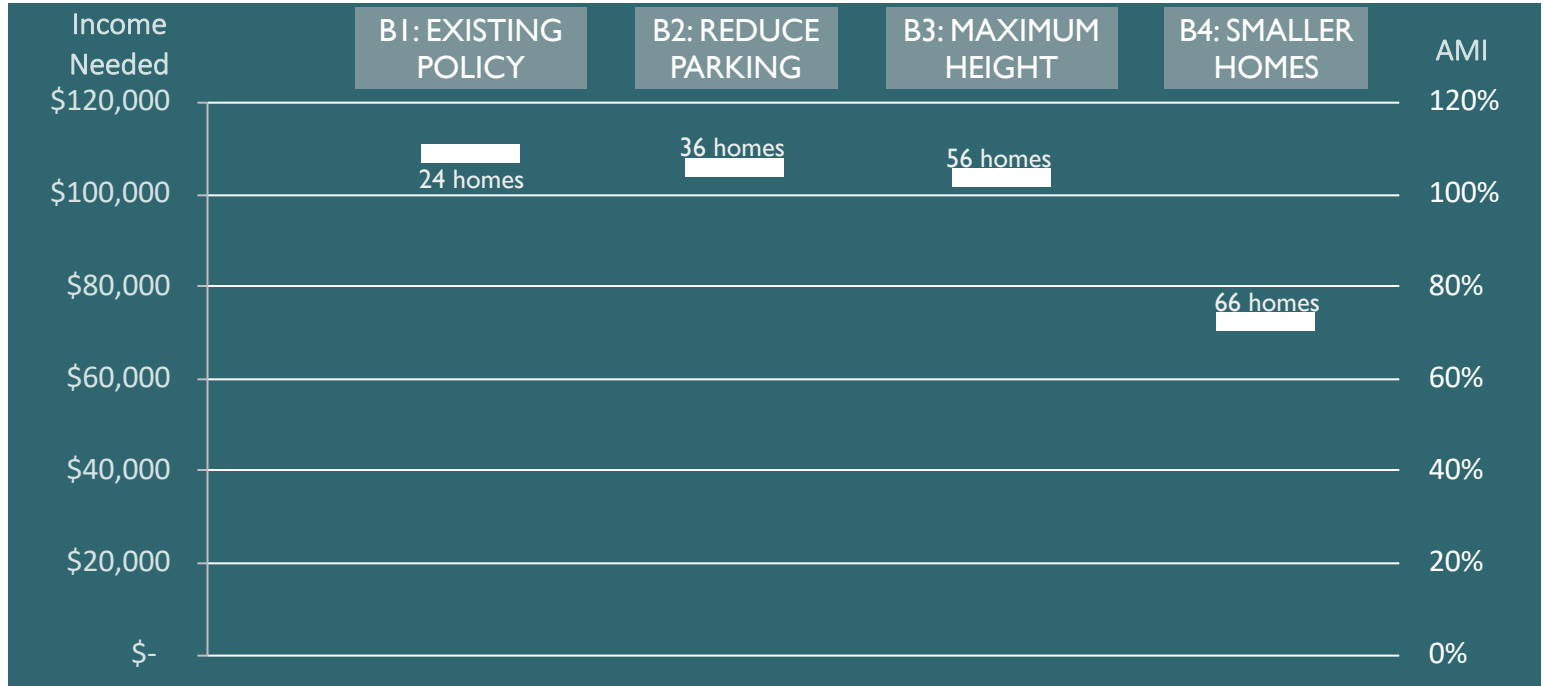 Income
Needed
B1: EXISTING
POLICY
B2: REDUCE
PARKING
B3: MAXIMUM
HEIGHT
B4: SMALLER
HOMES
AMI
$120,000
120%
36 homes
56 homes
24 homes
$100,000
100%
$80,000
80%
66 homes
$60,000
60%
$40,000
40%
$20,000
20%
$-
0%